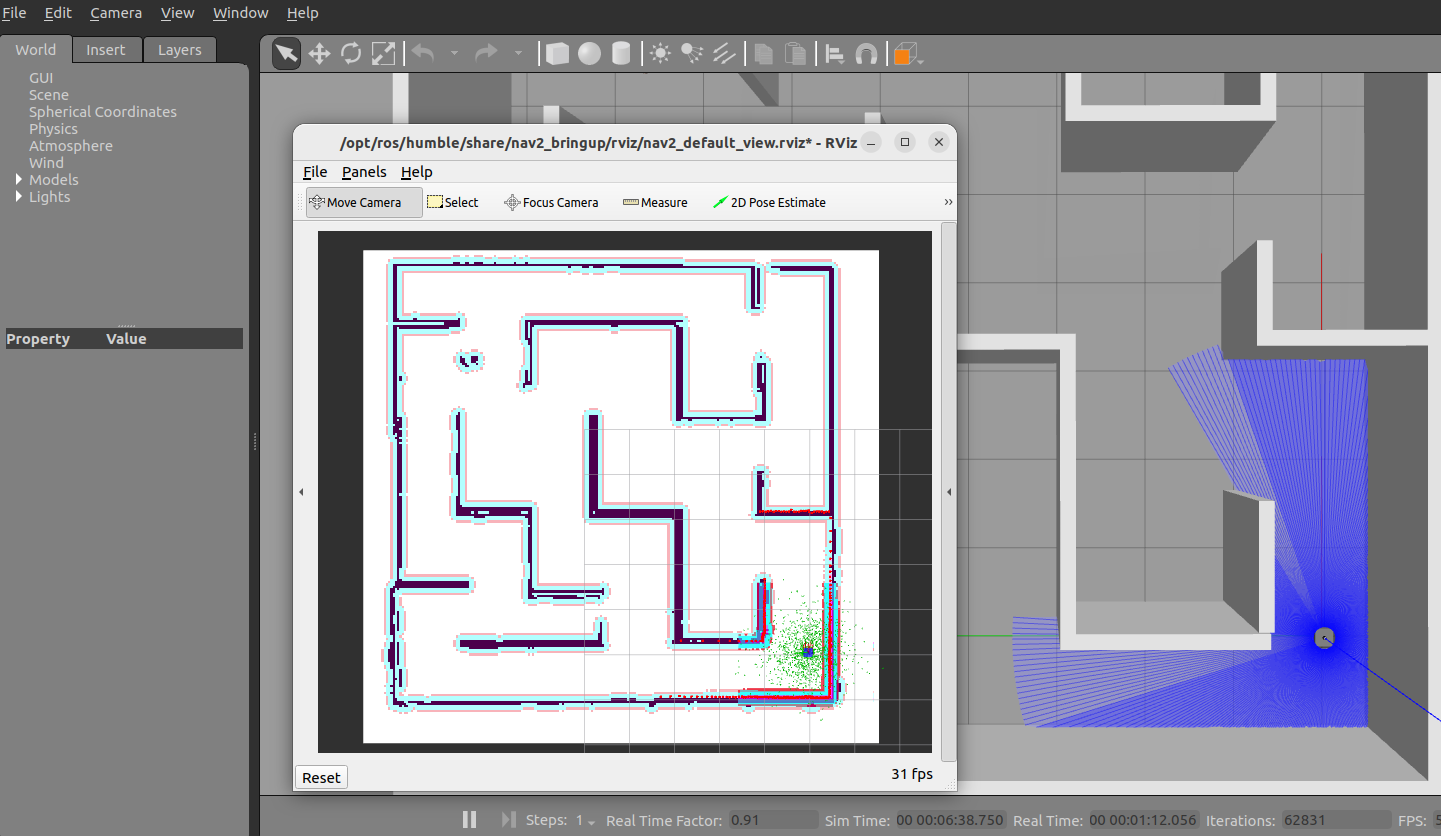 File Edit Camera View Window Help
World Insert Layers
GUI
Scene
Spherical Coordinates
Physics
Atmosphere
Wind
Models
Lights
Property Value
/opt/ros/humble/share/nav2_bringup/rviz/nav2_default_view.rviz* - RViz
File Panels Help
Move Camera Select Focus Camera Measure 2D Pose Estimate
Reset 31 fps
Steps: 1 Real Time Factor: 0.91 Sim Time: 00 00:06:38.750 Real Time: 00 00:01:12.056 Iterations: 62831 FPS: